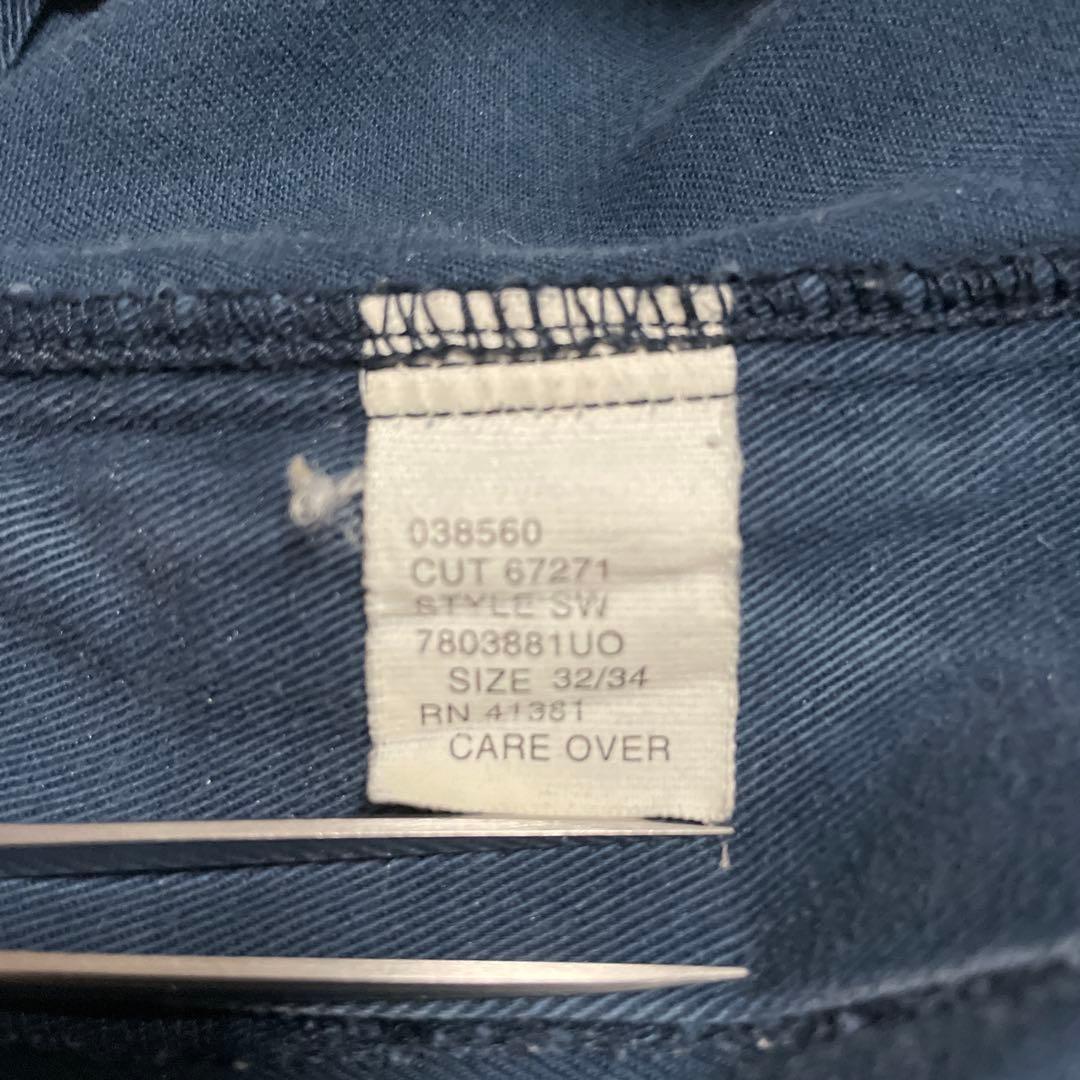 038560
CUT 67271
STYLE SW
7803881UO
SIZE 32/34
RN 41381
CARE OVER